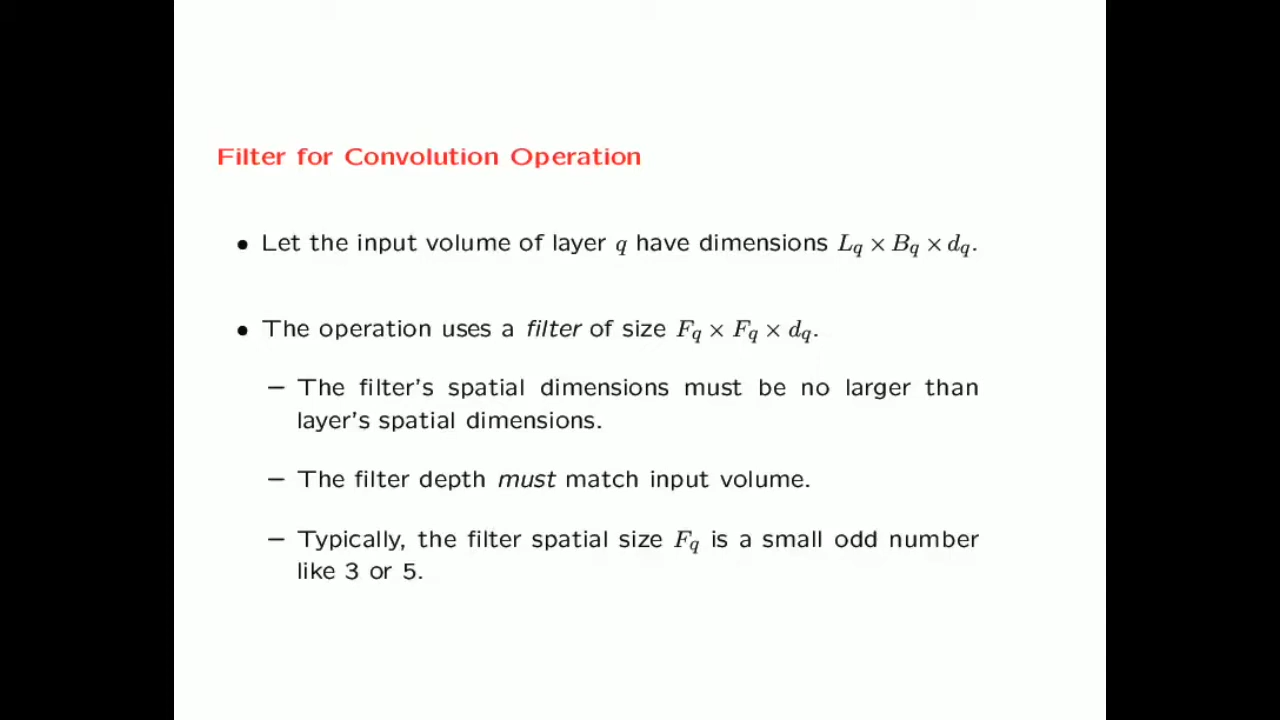 Filter for Convolution Operation
• Let the input volume of layer q have dimensions L_q × B_q × d_q.
• The operation uses a filter of size F_q × F_q × d_q.
– The filter's spatial dimensions must be no larger than
layer's spatial dimensions.
– The filter depth must match input volume.
– Typically, the filter spatial size F_q is a small odd number
like 3 or 5.